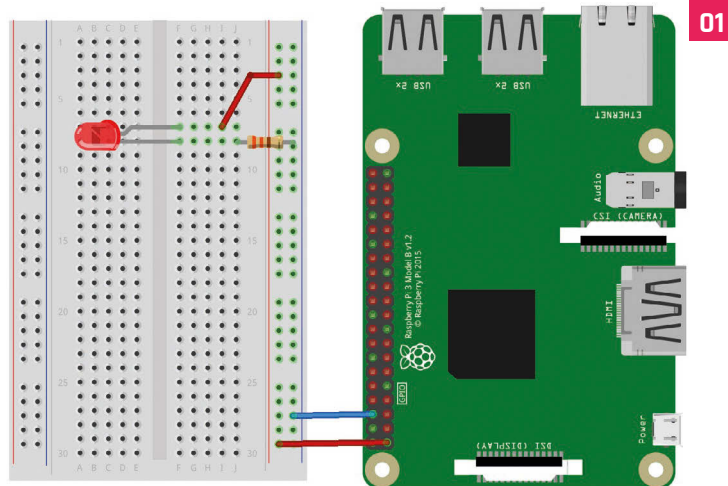 01
A B C D E F G H I J
1 1
5 5
10 10
15 15
20 20
25 25
30 30
A B C D E F G H I J
USB 2x
USB 2x
ETHERNET
Audio
CSI (CAMERA)
Raspberry Pi 3 Model B v1.2
© Raspberry Pi 2015
HDMI
GPIO
Power
DSI (DISPLAY)